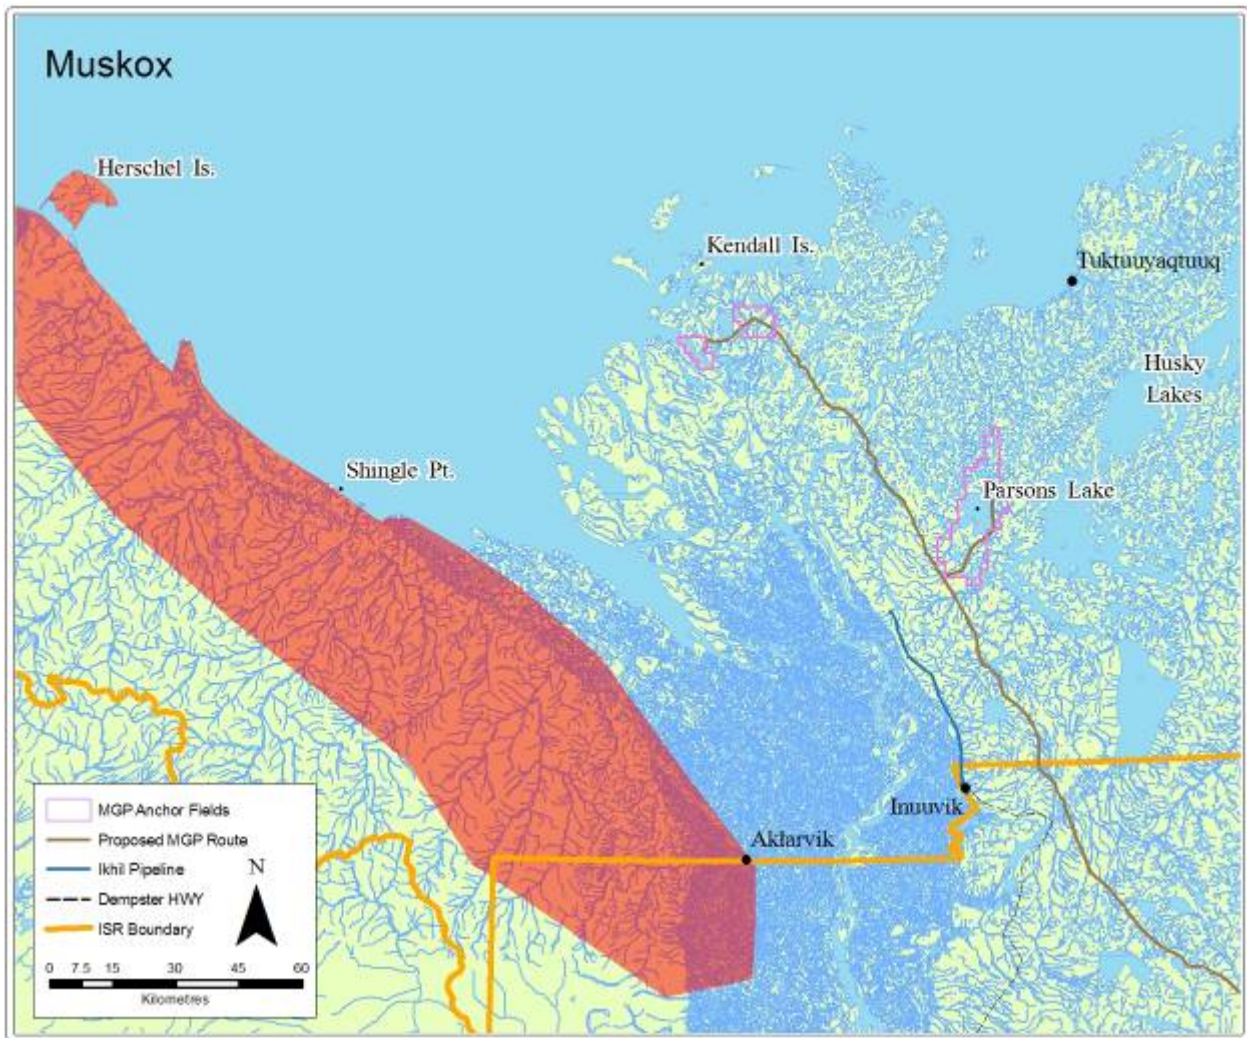 Muskox
Herschel Is.
Kendall Is.
Tuktuuyaqtuuq
Husky
Lakes
Shingle Pt.
Parsons Lake
Inuuvik
Akłarvik
MGP Anchor Fields
Proposed MGP Route
Ikhil Pipeline
Dempster HWY
ISR Boundary
N
0 7.5 15 30 45 60
Kilometres